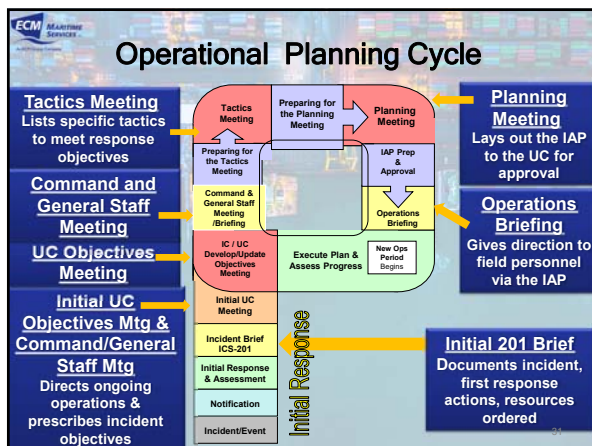 ECM MARITIME
SERVICES
Operational Planning Cycle
Tactics Meeting
Lists specific tactics
to meet response
objectives
Command and
General Staff
Meeting
UC Objectives
Meeting
Initial UC
Objectives Mtg &
Command/General
Staff Mtg
Directs ongoing
operations &
prescribes incident
objectives
Tactics
Meeting
Preparing for
the Planning
Meeting
Planning
Meeting
Preparing for
the Tactics
Meeting
IAP Prep
&
Approval
Command &
General Staff
Meeting
/Briefing
Operations
Briefing
IC / UC
Develop/Update
Objectives
Meeting
Execute Plan &
Assess Progress
New Ops
Period
Begins
Initial UC
Meeting
Incident Brief
ICS-201
Initial Response
& Assessment
Notification
Incident/Event
Initial Response
Planning
Meeting
Lays out the IAP
to the UC for
approval
Operations
Briefing
Gives direction to
field personnel
via the IAP
Initial 201 Brief
Documents incident,
first response
actions, resources
ordered
31